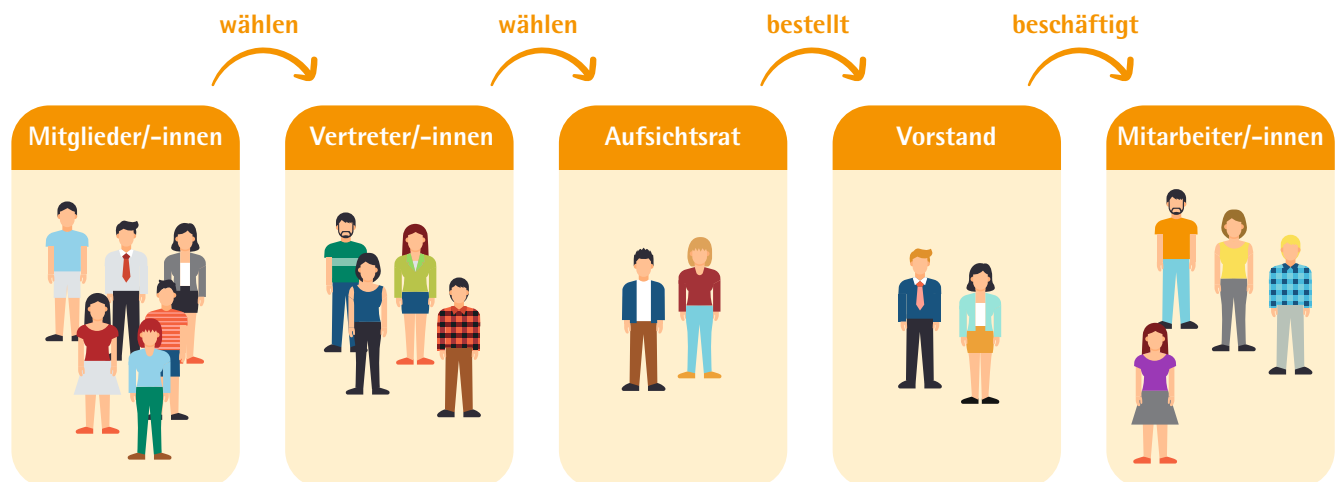 wählen
wählen
bestellt
beschäftigt
Mitglieder/-innen
Vertreter/-innen
Aufsichtsrat
Vorstand
Mitarbeiter/-innen